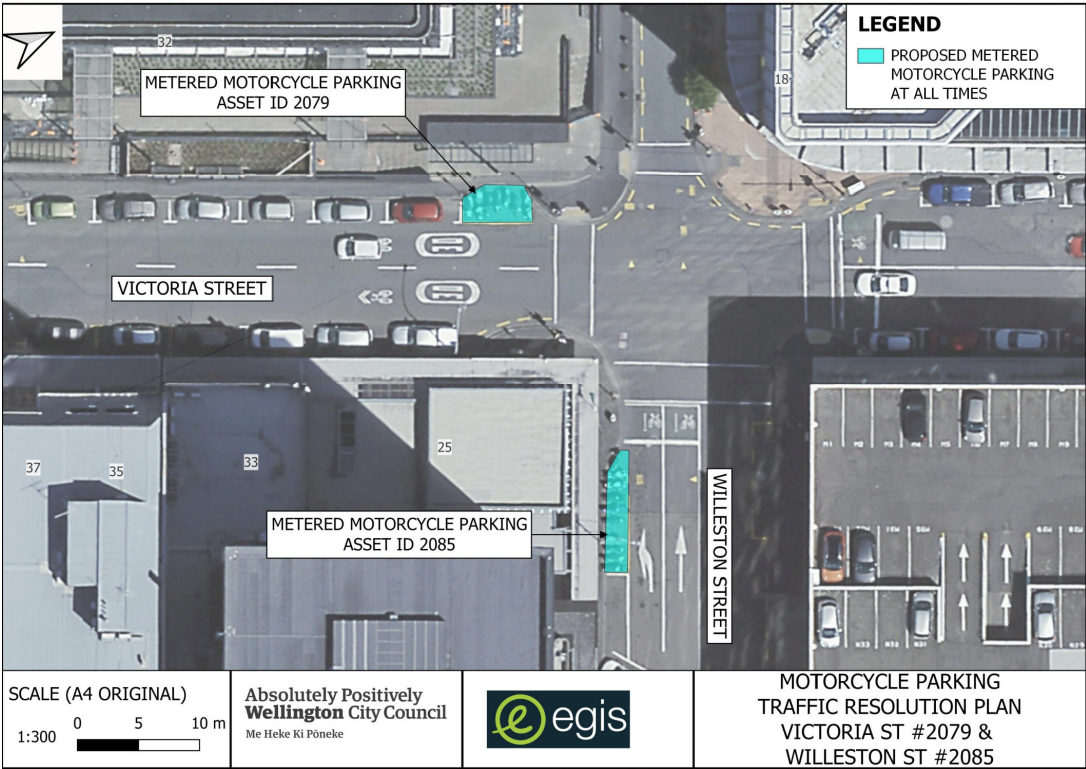 LEGEND
PROPOSED METERED
MOTORCYCLE PARKING
AT ALL TIMES
32
18
METERED MOTORCYCLE PARKING
ASSET ID 2079
VICTORIA STREET
37
35
33
25
METERED MOTORCYCLE PARKING
ASSET ID 2085
WILLESTON STREET
SCALE (A4 ORIGINAL)
1:300
0 5 10 m
Absolutely Positively
Wellington City Council
Me Heke Ki Pōneke
egis
MOTORCYCLE PARKING
TRAFFIC RESOLUTION PLAN
VICTORIA ST #2079 &
WILLESTON ST #2085